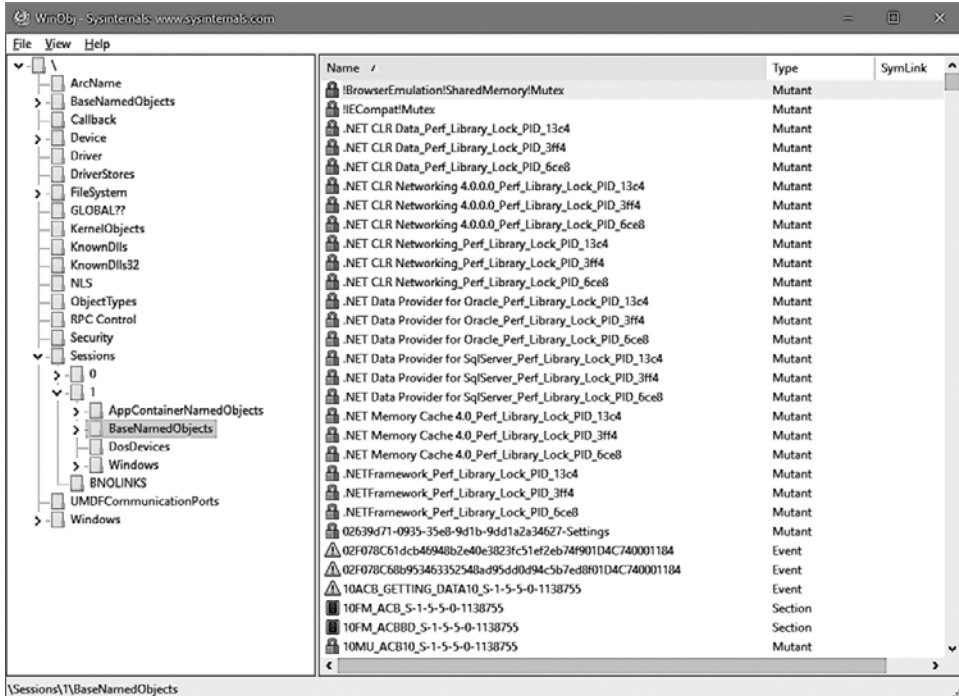 WinObj - Sysinternals: www.sysinternals.com
File View Help
\
ArcName
BaseNamedObjects
Callback
Device
Driver
DriverStores
FileSystem
GLOBAL??
KernelObjects
KnownDlls
KnownDlls32
NLS
ObjectTypes
RPC Control
Security
Sessions
0
1
AppContainerNamedObjects
BaseNamedObjects
DosDevices
Windows
BNOLINKS
UMDFCommunicationPorts
Windows
Name Type SymLink
!BrowserEmulation!SharedMemory!Mutex Mutant
!IECompat!Mutex Mutant
.NET CLR Data_Perf_Library_Lock_PID_13c4 Mutant
.NET CLR Data_Perf_Library_Lock_PID_3ff4 Mutant
.NET CLR Data_Perf_Library_Lock_PID_6ce8 Mutant
.NET CLR Networking 4.0.0.0_Perf_Library_Lock_PID_13c4 Mutant
.NET CLR Networking 4.0.0.0_Perf_Library_Lock_PID_3ff4 Mutant
.NET CLR Networking 4.0.0.0_Perf_Library_Lock_PID_6ce8 Mutant
.NET CLR Networking_Perf_Library_Lock_PID_13c4 Mutant
.NET CLR Networking_Perf_Library_Lock_PID_3ff4 Mutant
.NET CLR Networking_Perf_Library_Lock_PID_6ce8 Mutant
.NET Data Provider for Oracle_Perf_Library_Lock_PID_13c4 Mutant
.NET Data Provider for Oracle_Perf_Library_Lock_PID_3ff4 Mutant
.NET Data Provider for Oracle_Perf_Library_Lock_PID_6ce8 Mutant
.NET Data Provider for SqlServer_Perf_Library_Lock_PID_13c4 Mutant
.NET Data Provider for SqlServer_Perf_Library_Lock_PID_3ff4 Mutant
.NET Data Provider for SqlServer_Perf_Library_Lock_PID_6ce8 Mutant
.NET Memory Cache 4.0_Perf_Library_Lock_PID_13c4 Mutant
.NET Memory Cache 4.0_Perf_Library_Lock_PID_3ff4 Mutant
.NET Memory Cache 4.0_Perf_Library_Lock_PID_6ce8 Mutant
.NETFramework_Perf_Library_Lock_PID_13c4 Mutant
.NETFramework_Perf_Library_Lock_PID_3ff4 Mutant
.NETFramework_Perf_Library_Lock_PID_6ce8 Mutant
02639d71-0935-35e8-9d1b-9dd1a2a34627-Settings Mutant
02F078C61dcb46948b2e40e3823fc51ef2eb74f901D4C740001184 Event
02F078C68b953463352548ad95dd0d94c5b7ed8f01D4C740001184 Event
10ACB_GETTING_DATA10_S-1-5-5-0-1138755 Event
10FM_ACB_S-1-5-5-0-1138755 Section
10FM_ACBBD_S-1-5-5-0-1138755 Section
10MU_ACB10_S-1-5-5-0-1138755 Mutant
\Sessions\1\BaseNamedObjects